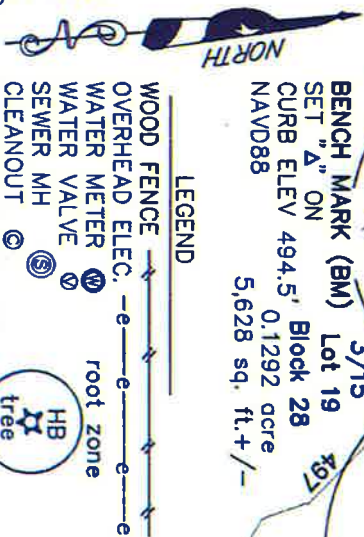 3/15
BENCH MARK (BM)
SET "Δ" ON
CURB ELEV 494.5'
NAVD88
Lot 19
Block 28
0.1292 acre
5,628 sq. ft.+/-
497
NORTH
LEGEND
WOOD FENCE
OVERHEAD ELEC. -e-e-e-e-e
WATER METER W
WATER VALVE V
SEWER MH S
CLEANOUT C
root zone
HB
tree